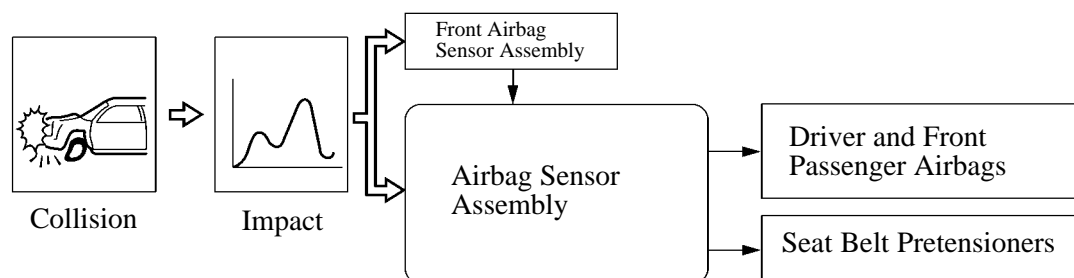 Front Airbag
Sensor Assembly
Collision
Impact
Airbag Sensor
Assembly
Driver and Front
Passenger Airbags
Seat Belt Pretensioners